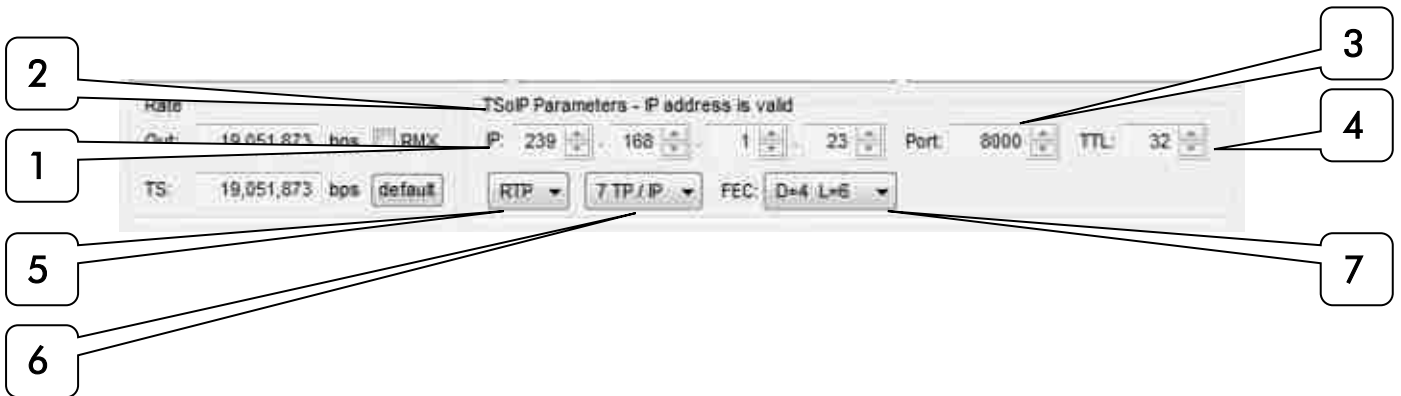 2
3
Rate
TSoIP Parameters - IP address is valid
4
1
Out: 19,051,873 bps RMX IP: 239 . 168 . 1 . 23 Port: 8000 TTL: 32
TS: 19,051,873 bps default RTP 7 TP / IP FEC: D=4 L=6
5
7
6